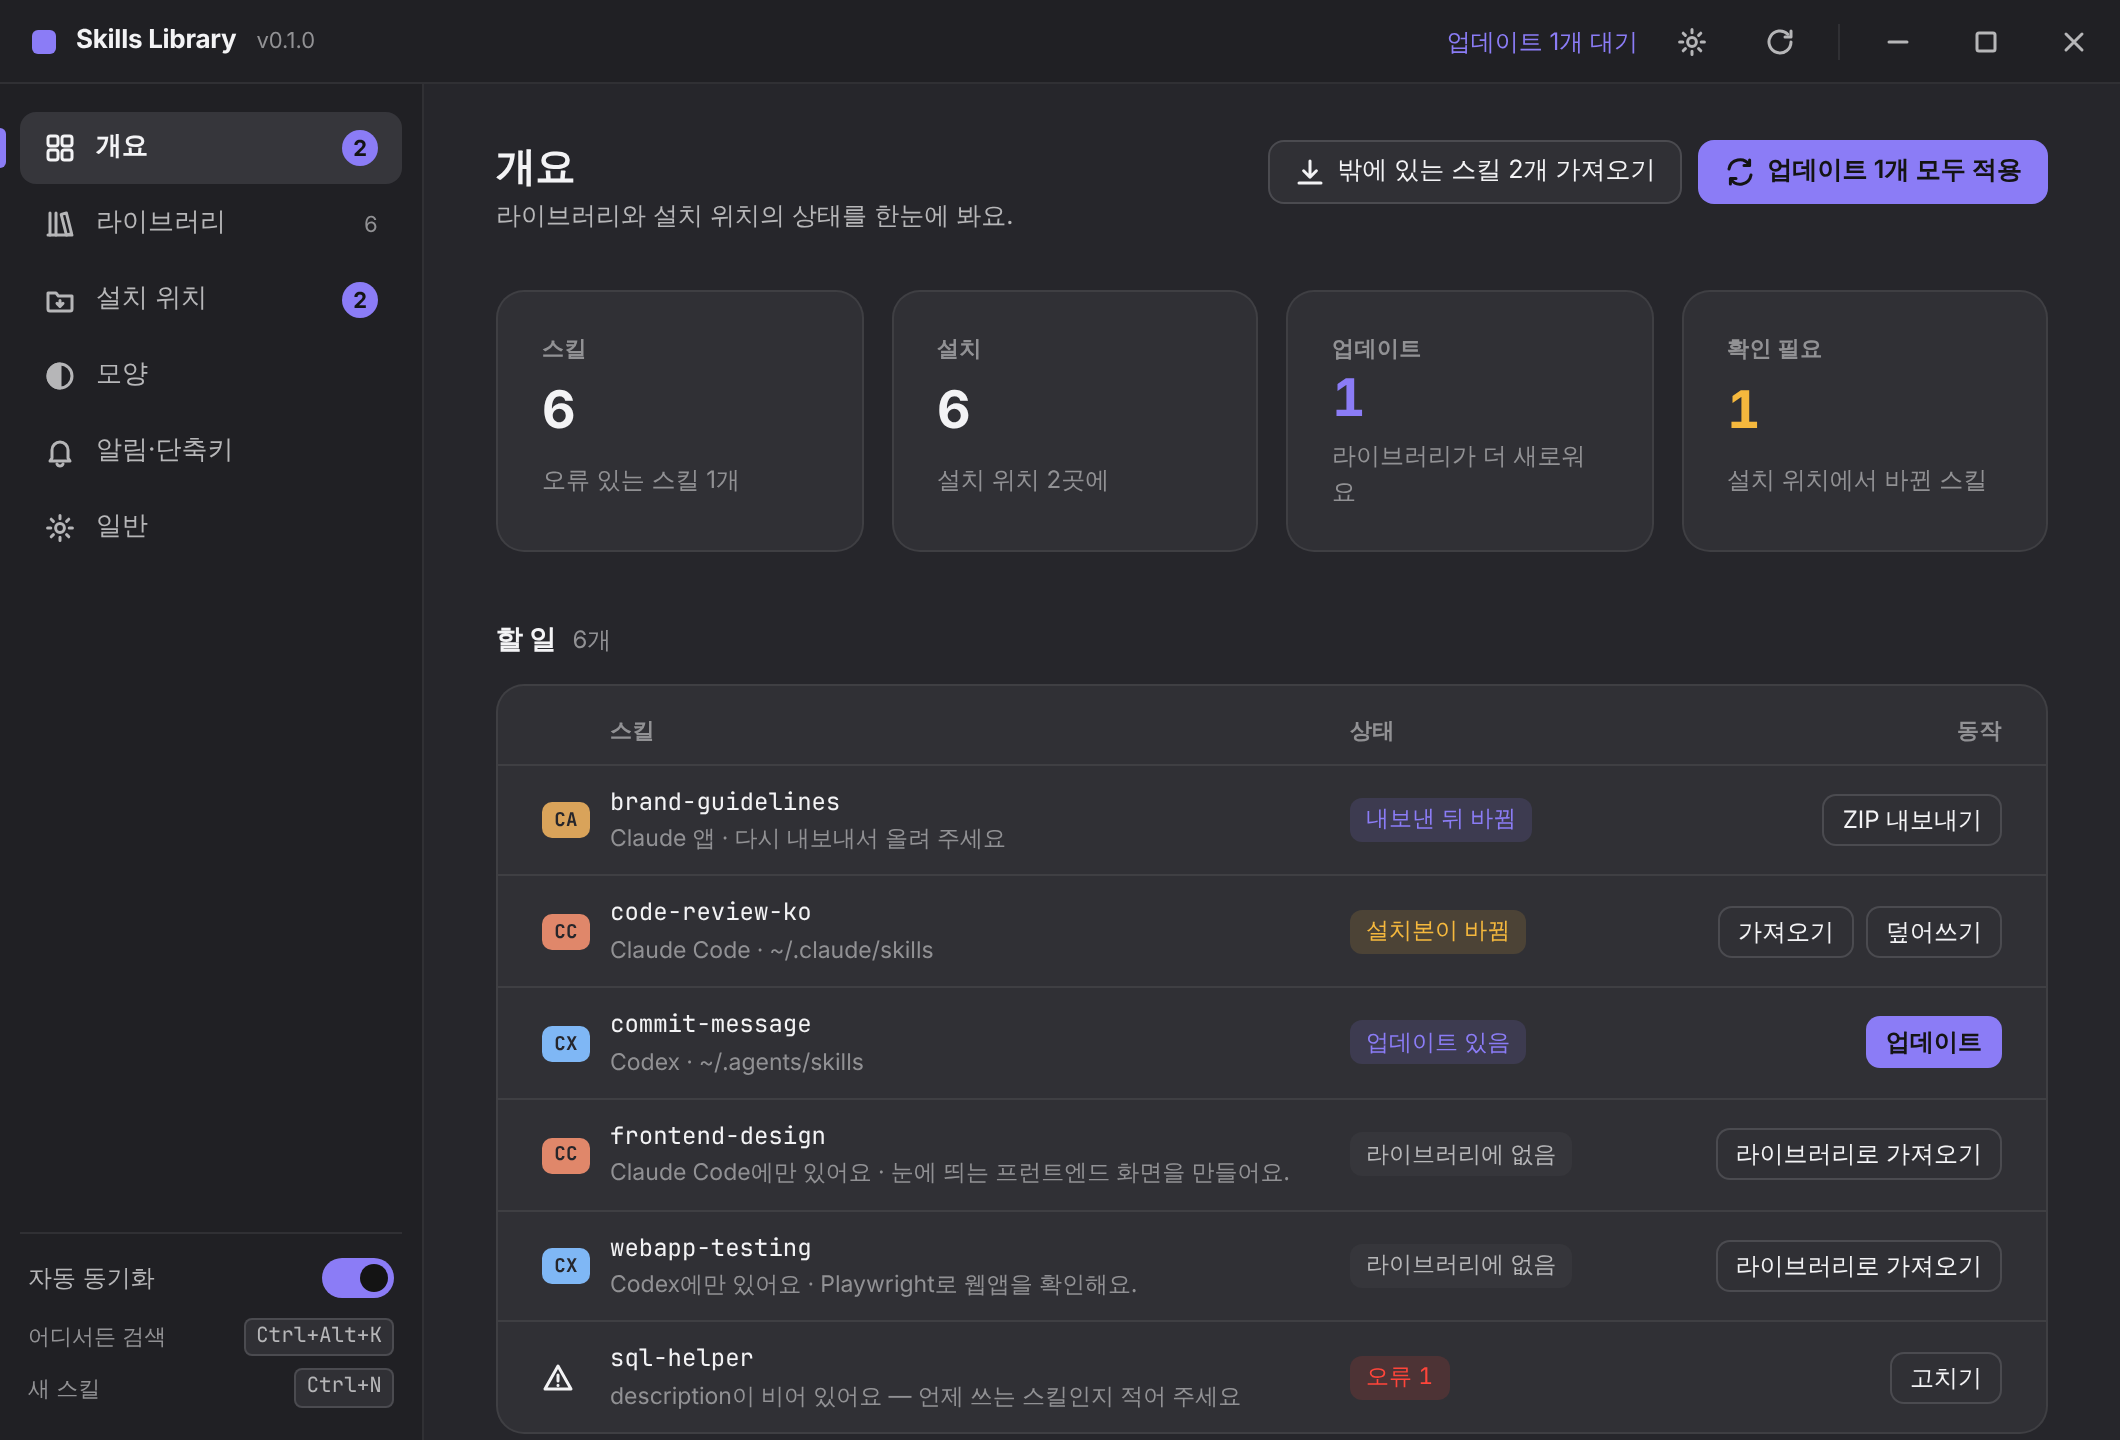 Skills Library v0.1.0
업데이트 1개 대기
개요 2
라이브러리 6
설치 위치 2
모양
알림·단축키
일반
자동 동기화
어디서든 검색 Ctrl+Alt+K
새 스킬 Ctrl+N
개요
라이브러리와 설치 위치의 상태를 한눈에 봐요.
밖에 있는 스킬 2개 가져오기
업데이트 1개 모두 적용
스킬
6
오류 있는 스킬 1개
설치
6
설치 위치 2곳에
업데이트
1
라이브러리가 더 새로워
요
확인 필요
1
설치 위치에서 바뀐 스킬
할 일 6개
스킬 상태 동작
CA brand-guidelines
Claude 앱 · 다시 내보내서 올려 주세요
내보낸 뒤 바뀜
ZIP 내보내기
CC code-review-ko
Claude Code · ~/.claude/skills
설치본이 바뀜
가져오기 덮어쓰기
CX commit-message
Codex · ~/.agents/skills
업데이트 있음
업데이트
CC frontend-design
Claude Code에만 있어요 · 눈에 띄는 프런트엔드 화면을 만들어요.
라이브러리에 없음
라이브러리로 가져오기
CX webapp-testing
Codex에만 있어요 · Playwright로 웹앱을 확인해요.
라이브러리에 없음
라이브러리로 가져오기
sql-helper
description이 비어 있어요 — 언제 쓰는 스킬인지 적어 주세요
오류 1
고치기